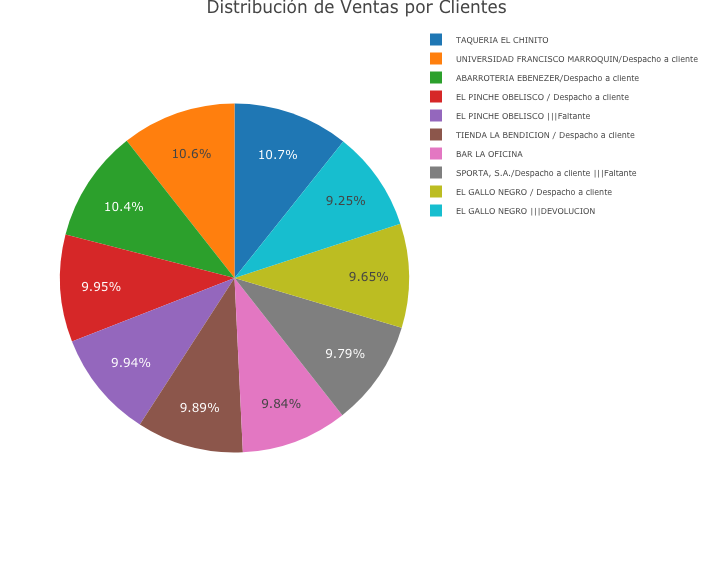 Distribución de Ventas por Clientes
TAQUERIA EL CHINITO
UNIVERSIDAD FRANCISCO MARROQUIN/Despacho a cliente
ABARROTERIA EBENEZER/Despacho a cliente
EL PINCHE OBELISCO / Despacho a cliente
EL PINCHE OBELISCO |||Faltante
TIENDA LA BENDICION / Despacho a cliente
BAR LA OFICINA
SPORTA, S.A./Despacho a cliente |||Faltante
EL GALLO NEGRO / Despacho a cliente
EL GALLO NEGRO |||DEVOLUCION
10.7%
9.25%
9.65%
9.79%
9.84%
9.89%
9.94%
9.95%
10.4%
10.6%